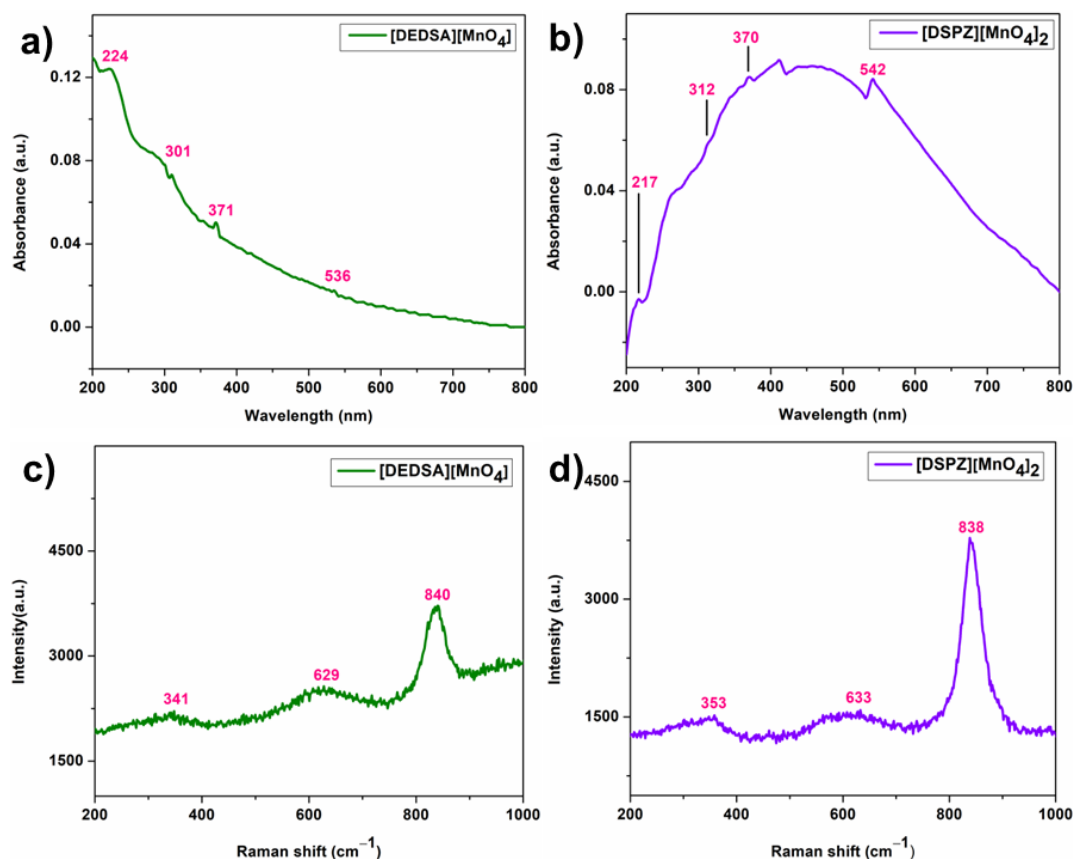 a)
[DEDSA][MnO4]
224
301
371
536
0.12
0.08
0.04
0.00
Absorbance (a.u.)
200 300 400 500 600 700 800
Wavelength (nm)
b)
[DSPZ][MnO4]2
370
542
312
217
0.08
0.04
0.00
Absorbance (a.u.)
200 300 400 500 600 700 800
Wavelength (nm)
c)
[DEDSA][MnO4]
840
629
341
4500
3000
1500
Intensity(a.u.)
200 400 600 800 1000
Raman shift (cm−1)
d)
[DSPZ][MnO4]2
838
633
353
4500
3000
1500
Intensity (a.u.)
200 400 600 800 1000
Raman shift (cm−1)